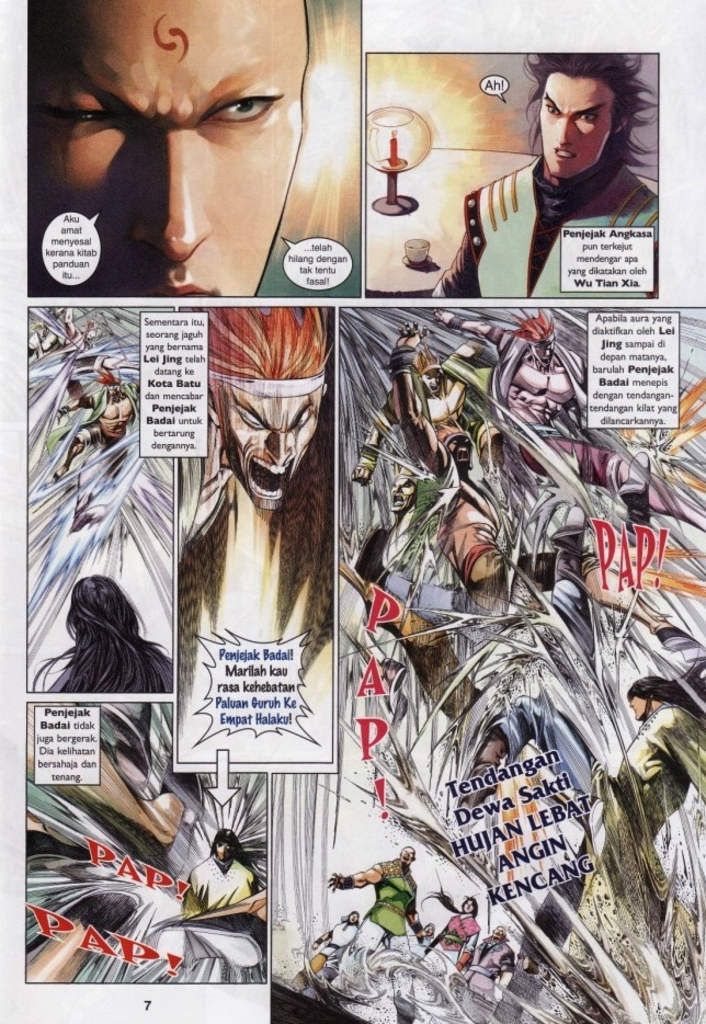 Aku
amat
menyesal
kerana kitab
panduan
itu...
...telah
hilang dengan
tak tentu
fasal!
Ah!
Penjejak Angkasa
pun terkejut
mendengar apa
yang dikatakan oleh
Wu Tian Xia.
Sementara itu,
seorang jaguh
yang bernama
Lei Jing telah
datang ke
Kota Batu
dan mencabar
Penjejak
Badai untuk
bertarung
dengannya.
Penjejak Badai!
Marilah kau
rasa kehebatan
Paluan Guruh Ke
Empat Halaku!
Penjejak
Badai tidak
juga bergerak.
Dia kelihatan
berseri dan
tenang.
PAP!
PAP!
Apabila aura yang
diaktifkan oleh Lei
Jing sampai di
depan matanya,
barulah Penjejak
Badai menepis
dengan tendangan-
tendangan kilat yang
dilancarkannya.
PAP!
PAP!
Tendangan
Dewa Sakti
HUJAN LEBAT
ANGIN
KENCANG
7